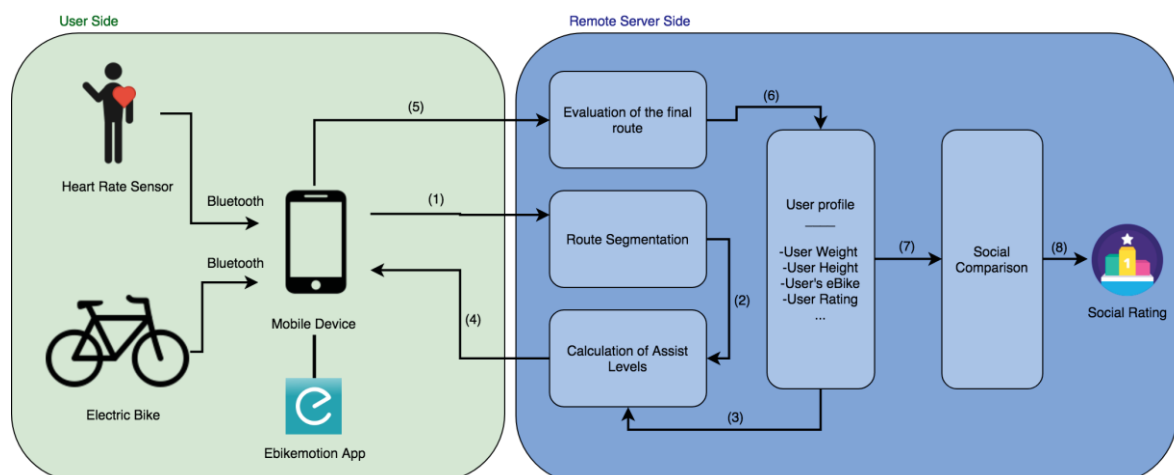 User Side
Remote Server Side
Heart Rate Sensor
Bluetooth
Bluetooth
Electric Bike
Mobile Device
Ebikemotion App
(5)
(1)
(4)
Evaluation of the final
route
(6)
Route Segmentation
(2)
Calculation of Assist
Levels
(3)
User profile
-User Weight
-User Height
-User's eBike
-User Rating
...
(7)
Social
Comparison
(8)
1
Social Rating